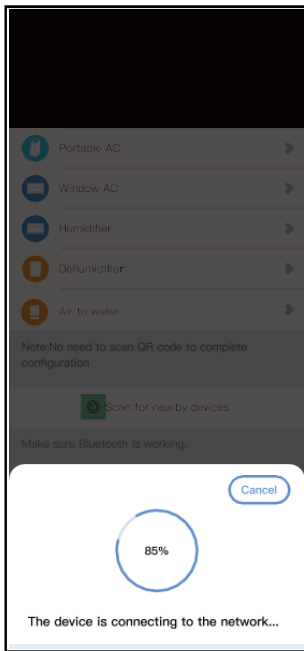 Portable AC
Window AC
Humidifier
Dehumidifier
Air to water
Note:No need to scan QR code to complete
configuration
Scan for nearby devices
Make sure Bluetooth is working.
Cancel
85%
The device is connecting to the network...